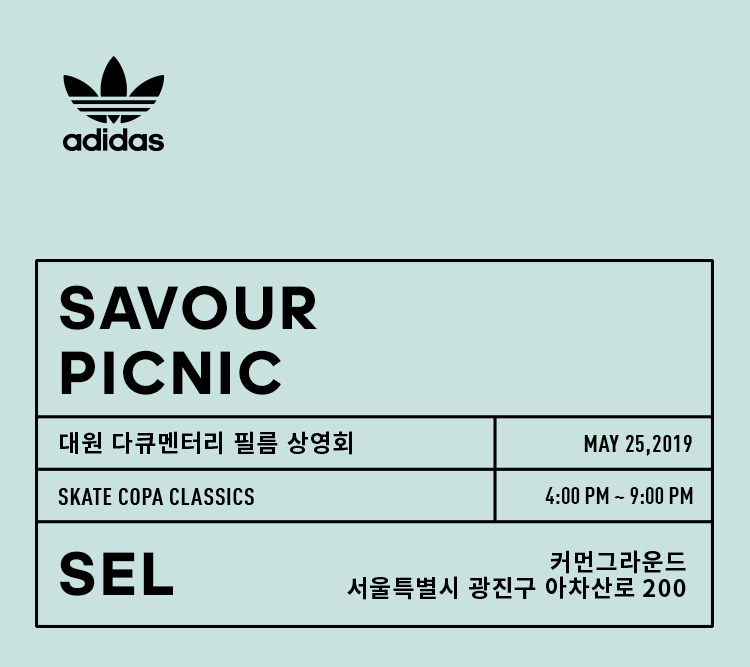 adidas
SAVOUR
PICNIC
대원 다큐멘터리 필름 상영회
MAY 25,2019
SKATE COPA CLASSICS
4:00 PM ~ 9:00 PM
SEL
커먼그라운드
서울특별시 광진구 아차산로 200